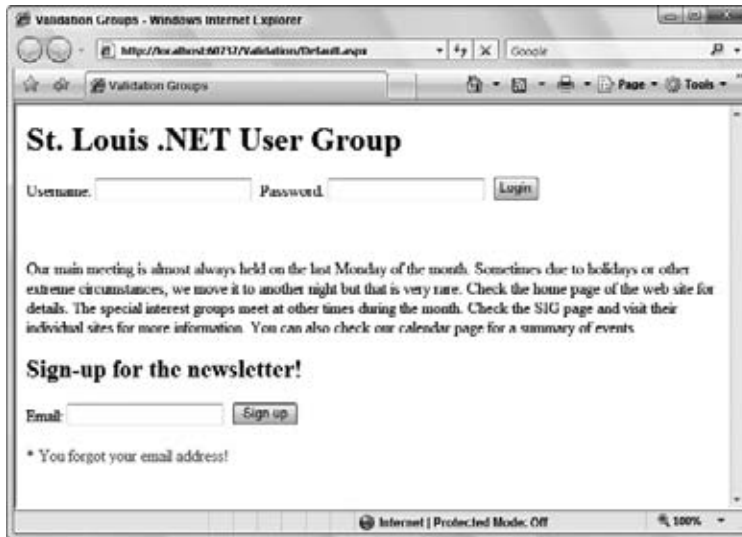 Validation Groups - Windows Internet Explorer
http://localhost:60737/Validation/Default.aspx
Google
Validation Groups
Page
Tools
St. Louis .NET User Group
Username: Password: Login
Our main meeting is almost always held on the last Monday of the month. Sometimes due to holidays or other
extreme circumstances, we move it to another night but that is very rare. Check the home page of the web site for
details. The special interest groups meet at other times during the month. Check the SIG page and visit their
individual sites for more information. You can also check our calendar page for a summary of events
Sign-up for the newsletter!
Email: Sign up
* You forgot your email address!
Internet | Protected Mode: Off
100%